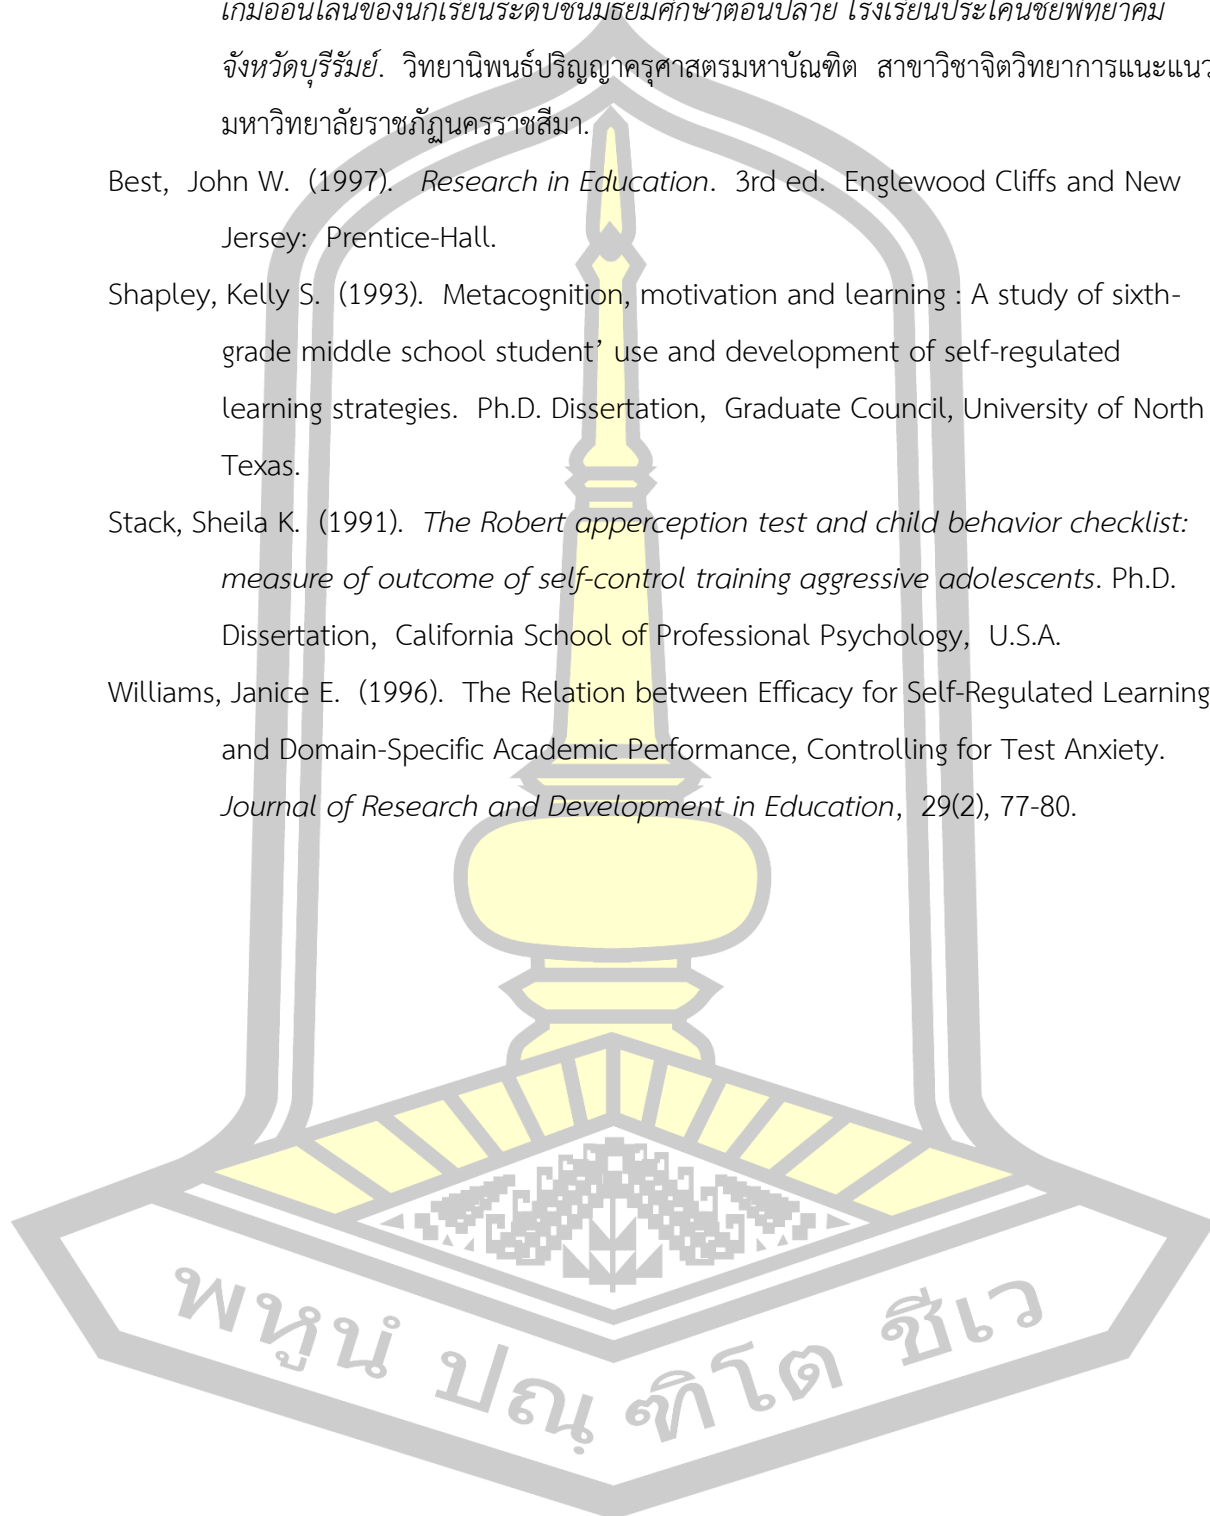 เกมออนไลน์ของนักเรียนระดับชั้นมัธยมศึกษาตอนปลาย โรงเรียนประโคนชัยพิทยาคม
จังหวัดบุรีรัมย์. วิทยานิพนธ์ปริญญาครุศาสตรมหาบัณฑิต สาขาวิชาจิตวิทยาการแนะแนว
มหาวิทยาลัยราชภัฏนครราชสีมา.
Best, John W. (1997). Research in Education. 3rd ed. Englewood Cliffs and New
Jersey: Prentice-Hall.
Shapley, Kelly S. (1993). Metacognition, motivation and learning : A study of sixth-
grade middle school student’ use and development of self-regulated
learning strategies. Ph.D. Dissertation, Graduate Council, University of North
Texas.
Stack, Sheila K. (1991). The Robert apperception test and child behavior checklist:
measure of outcome of self-control training aggressive adolescents. Ph.D.
Dissertation, California School of Professional Psychology, U.S.A.
Williams, Janice E. (1996). The Relation between Efficacy for Self-Regulated Learning
and Domain-Specific Academic Performance, Controlling for Test Anxiety.
Journal of Research and Development in Education, 29(2), 77-80.
พหูนํ ปณฺฑิโต ชีเว